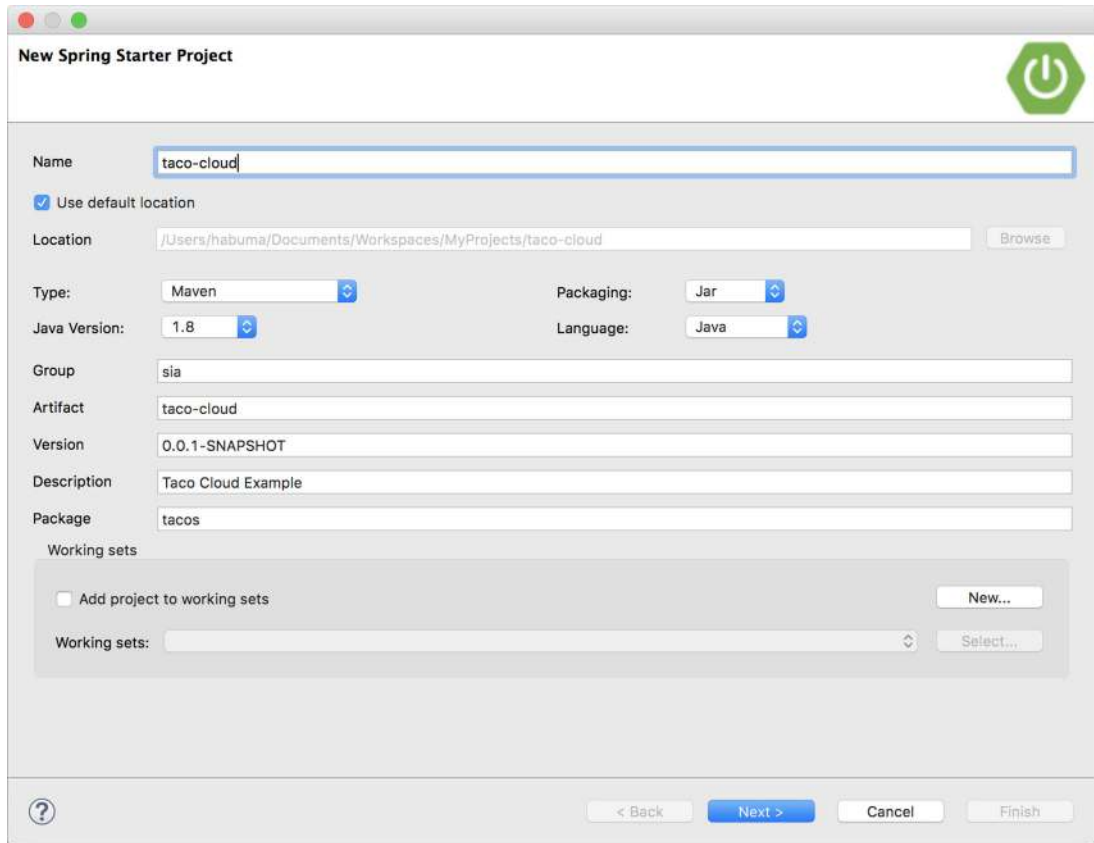 New Spring Starter Project
Name taco-cloud
Use default location
Location /Users/habuma/Documents/Workspaces/MyProjects/taco-cloud Browse
Type: Maven Packaging: Jar
Java Version: 1.8 Language: Java
Group sia
Artifact taco-cloud
Version 0.0.1-SNAPSHOT
Description Taco Cloud Example
Package tacos
Working sets
Add project to working sets New...
Working sets: Select...
? < Back Next > Cancel Finish